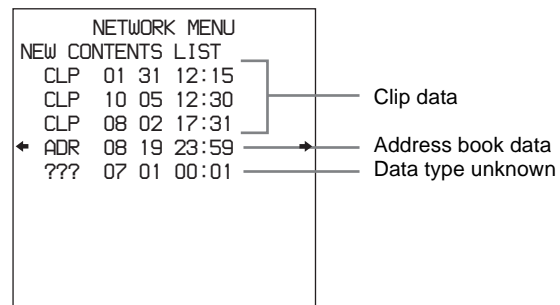 NETWORK MENU
NEW CONTENTS LIST
CLP 01 31 12:15
CLP 10 05 12:30
CLP 08 02 17:31
ADR 08 19 23:59
??? 07 01 00:01
Clip data
Address book data
Data type unknown